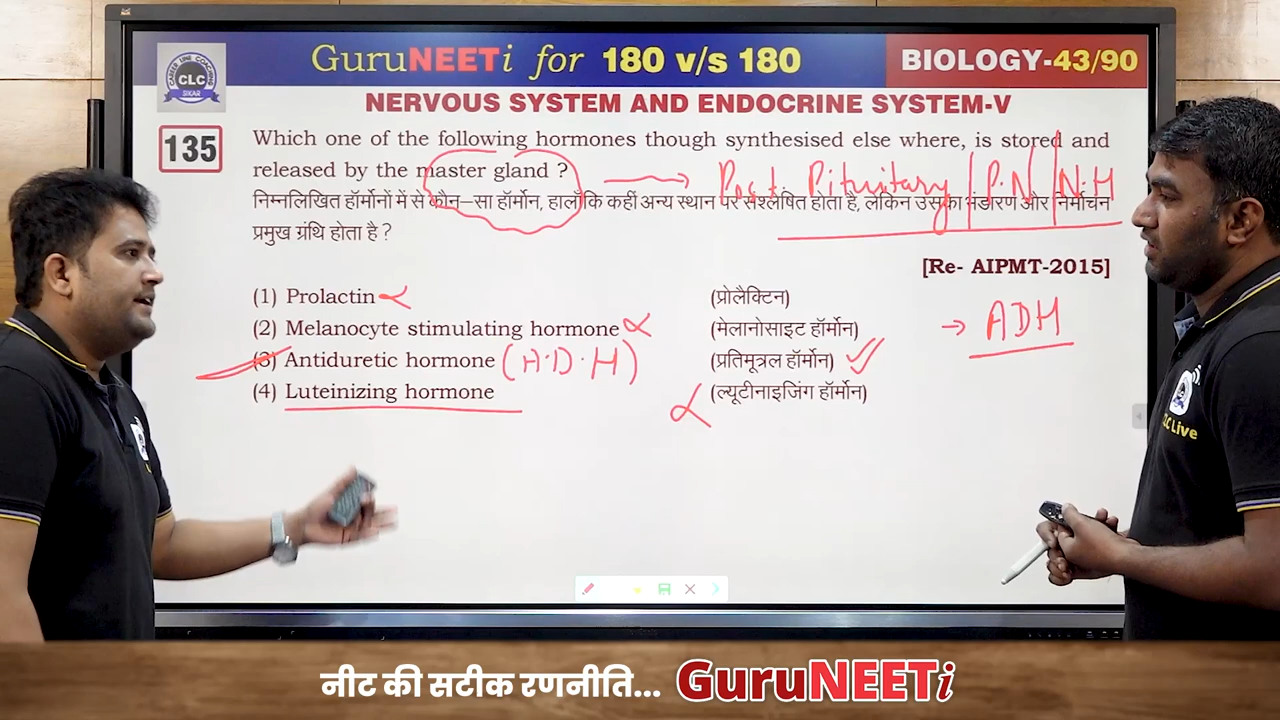 GuruNEETi for 180 v/s 180
BIOLOGY-43/90
CLC
SIKAR
NERVOUS SYSTEM AND ENDOCRINE SYSTEM-V
135
Which one of the following hormones though synthesised else where, is stored and
released by the master gland ?
Post. Pituitary | P.N | N.H
निम्नलिखित हॉर्मोनों में से कौन–सा हॉर्मोन, हालाँकि कहीं अन्य स्थान पर संश्लेषित होता है, लेकिन उसका भंडारण और निर्मोचन
प्रमुख ग्रंथि होता है ?
[Re- AIPMT-2015]
(1) Prolactin (प्रोलैक्टिन)
(2) Melanocyte stimulating hormone (मेलानोसाइट हॉर्मोन)
→ ADH
(3) Antiduretic hormone (A.D.H) (प्रतिमूत्रल हॉर्मोन)
(4) Luteinizing hormone (ल्यूटीनाइजिंग हॉर्मोन)
CLC Live
नीट की सटीक रणनीति... GuruNEETi